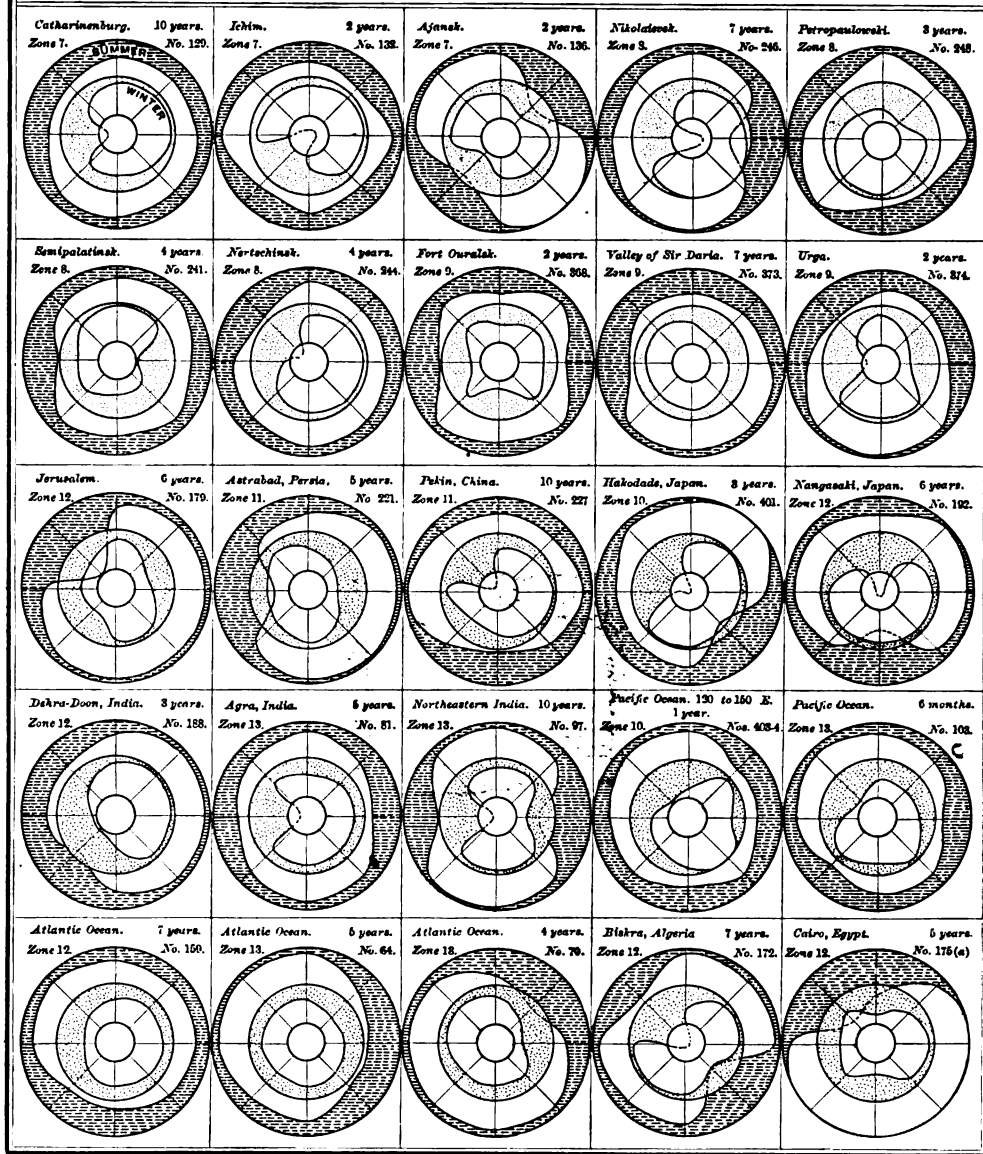 Catharinenburg. 10 years.
Zone 7. No. 129.
SUMMER
WINTER
Ichim. 2 years.
Zone 7. No. 132.
Ajansk. 2 years.
Zone 7. No. 136.
Nikolaievsk. 7 years.
Zone 8. No. 246.
Petropaulowski. 3 years.
Zone 8. No. 248.
Semipalatinsk. 4 years.
Zone 8. No. 241.
Nertschinsk. 4 years.
Zone 8. No. 244.
Fort Ouralsk. 2 years.
Zone 9. No. 368.
Valley of Sir Daria. 7 years.
Zone 9. No. 373.
Urga. 2 years.
Zone 9. No. 374.
Jerusalem. 6 years.
Zone 12. No. 179.
Astrabad, Persia. 5 years.
Zone 11. No 221.
Pekin, China. 10 years.
Zone 11. No. 227
Hakodade, Japan. 3 years.
Zone 10. No. 401.
Nangasaki, Japan. 6 years.
Zone 12. No. 192.
Dehra-Doon, India. 3 years.
Zone 12. No. 188.
Agra, India. 5 years.
Zone 13. No. 81.
Northeastern India. 10 years.
Zone 13. No. 97.
Pacific Ocean. 130 to 150 E.
1 year.
Zone 10. Nos. 403-4.
Pacific Ocean. 6 months.
Zone 13. No. 103.
Atlantic Ocean. 7 years.
Zone 12. No. 159.
Atlantic Ocean. 5 years.
Zone 13. No. 64.
Atlantic Ocean. 4 years.
Zone 13. No. 70.
Biskra, Algeria 7 years.
Zone 12. No. 172.
Cairo, Egypt. 5 years.
Zone 12. No. 175(a)